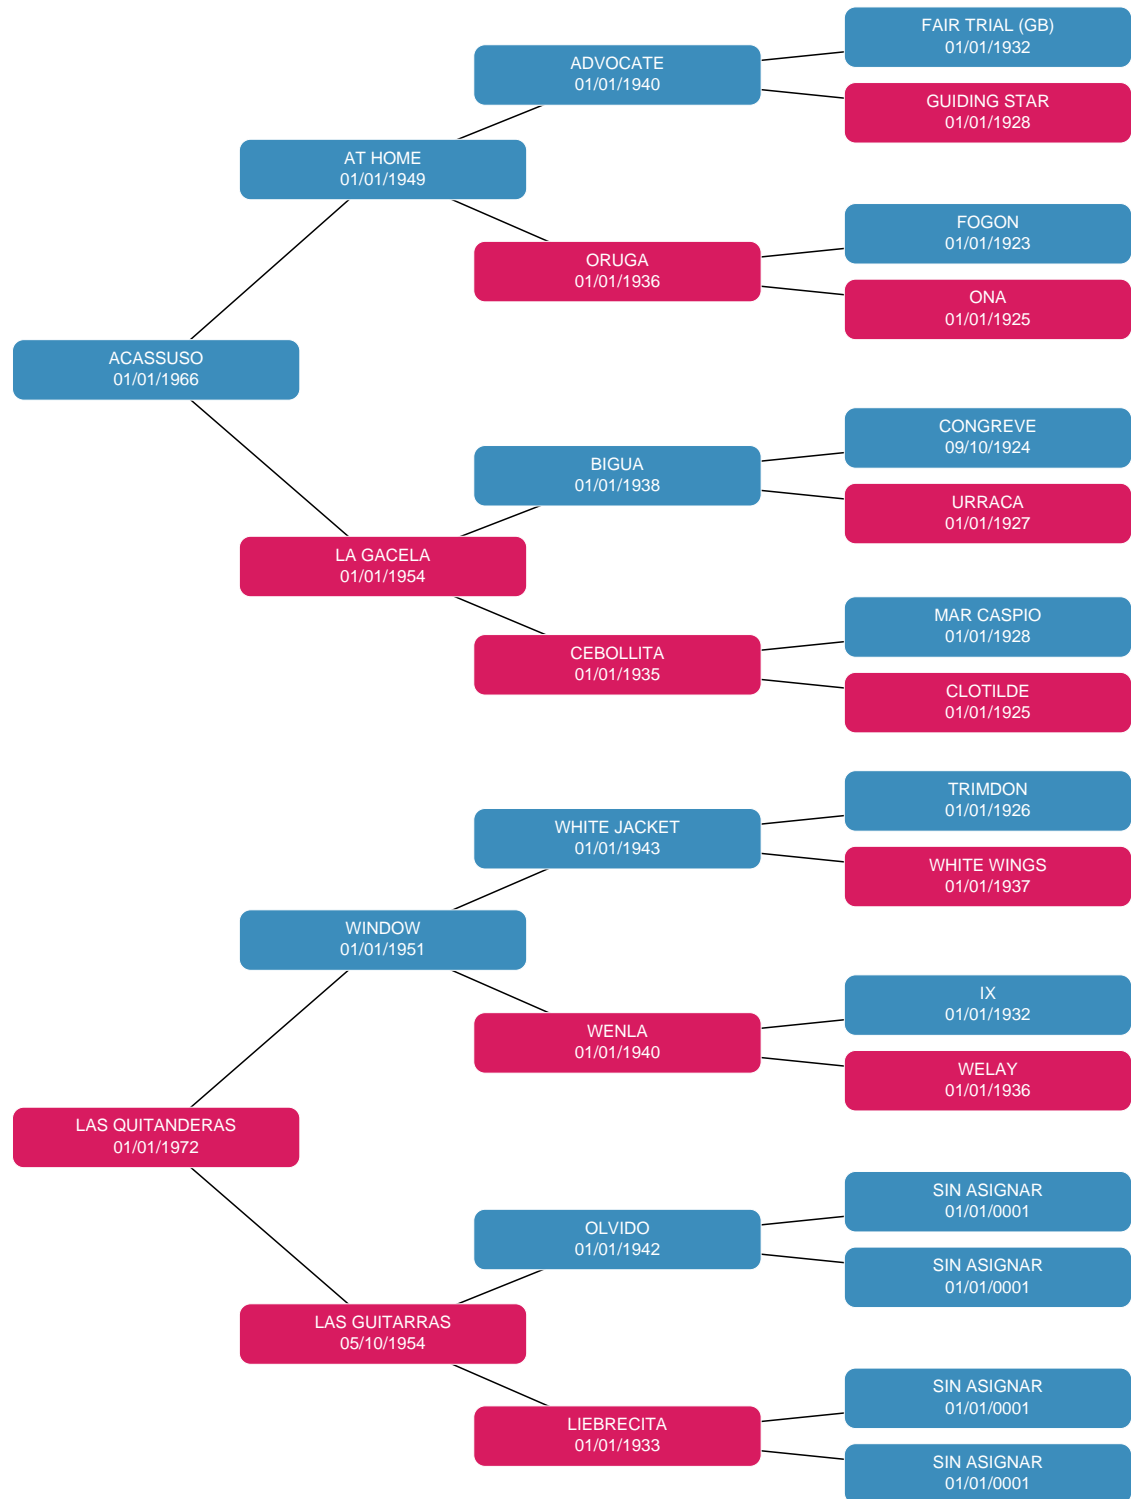 FAIR TRIAL (GB)
01/01/1932
ADVOCATE
01/01/1940
GUIDING STAR
01/01/1928
AT HOME
01/01/1949
FOGON
01/01/1923
ORUGA
01/01/1936
ONA
01/01/1925
ACASSUSO
01/01/1966
CONGREVE
09/10/1924
BIGUA
01/01/1938
URRACA
01/01/1927
LA GACELA
01/01/1954
MAR CASPIO
01/01/1928
CEBOLLITA
01/01/1935
CLOTILDE
01/01/1925
TRIMDON
01/01/1926
WHITE JACKET
01/01/1943
WHITE WINGS
01/01/1937
WINDOW
01/01/1951
IX
01/01/1932
WENLA
01/01/1940
WELAY
01/01/1936
LAS QUITANDERAS
01/01/1972
SIN ASIGNAR
01/01/0001
OLVIDO
01/01/1942
SIN ASIGNAR
01/01/0001
LAS GUITARRAS
05/10/1954
SIN ASIGNAR
01/01/0001
LIEBRECITA
01/01/1933
SIN ASIGNAR
01/01/0001